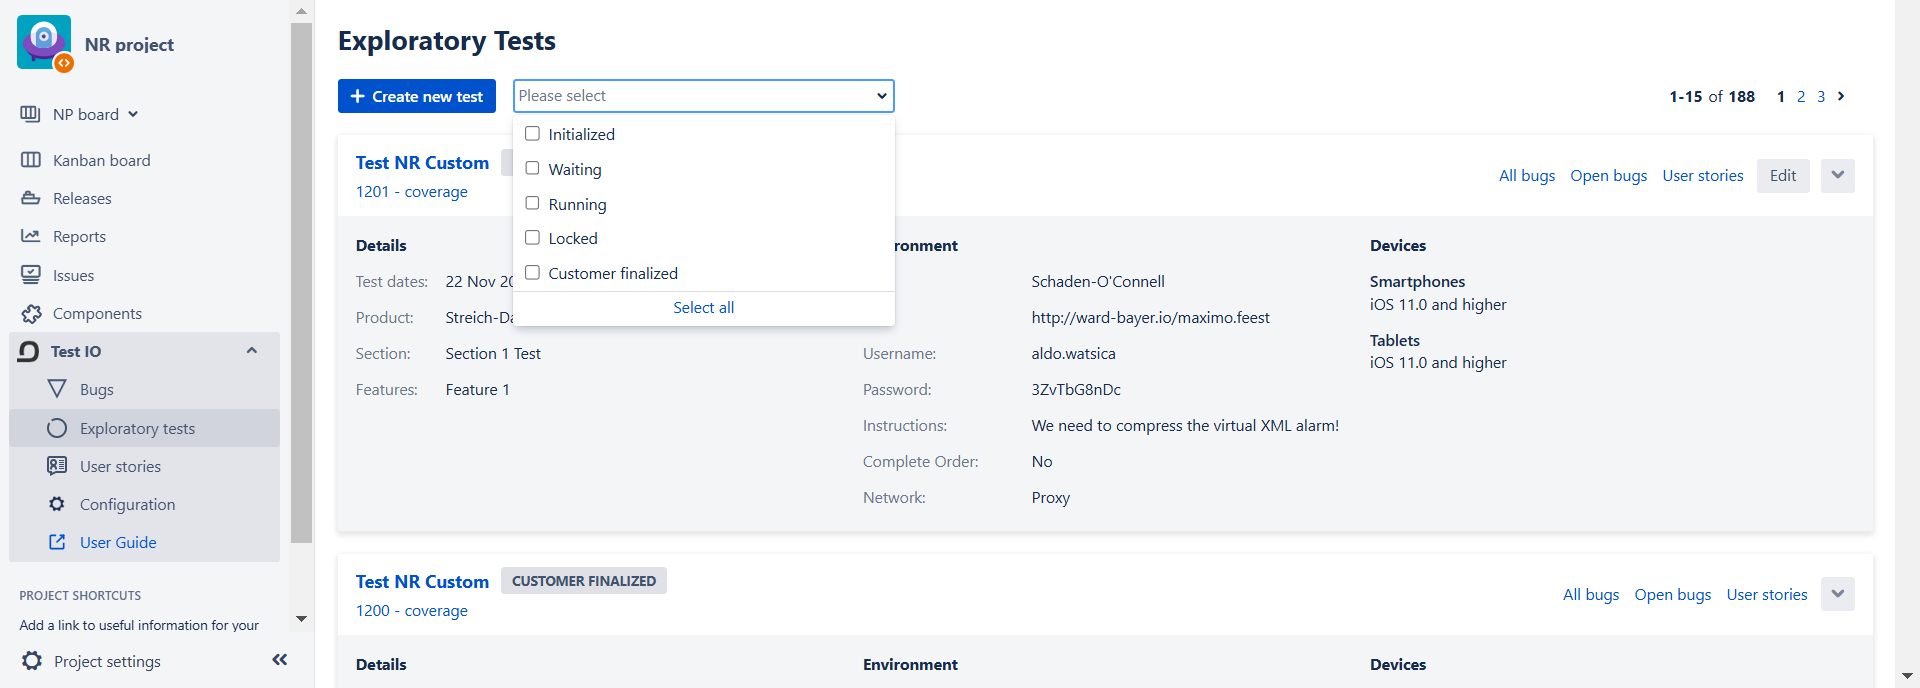 NR project
NP board
Kanban board
Releases
Reports
Issues
Components
Test IO
Bugs
Exploratory tests
User stories
Configuration
User Guide
PROJECT SHORTCUTS
Add a link to useful information for your
Project settings
Exploratory Tests
Create new test
Please select
1-15 of 188 1 2 3
Initialized
Waiting
Running
Locked
Customer finalized
Select all
Test NR Custom
1201 - coverage
All bugs Open bugs User stories Edit
Details
Test dates: 22 Nov 20
Product: Streich-Da
Section: Section 1 Test
Features: Feature 1
ronment
Schaden-O'Connell
http://ward-bayer.io/maximo.feest
Username: aldo.watsica
Password: 3ZvTbG8nDc
Instructions: We need to compress the virtual XML alarm!
Complete Order: No
Network: Proxy
Devices
Smartphones
iOS 11.0 and higher
Tablets
iOS 11.0 and higher
Test NR Custom CUSTOMER FINALIZED
1200 - coverage
All bugs Open bugs User stories
Details Environment Devices